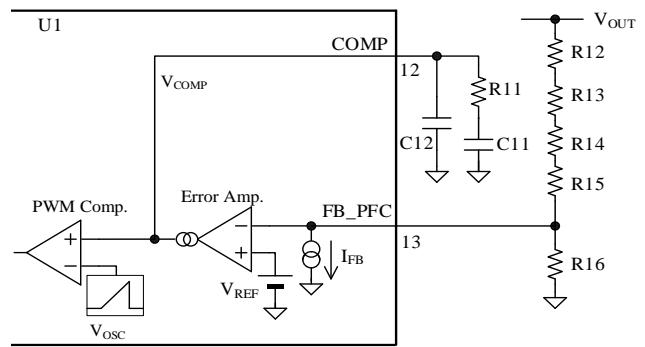 U1
VOUT
COMP
R12
12
VCOMP
R11
R13
C12
C11
R14
Error Amp.
R15
PWM Comp.
FB_PFC
13
IFB
R16
VREF
VOSC
+
−
−
+